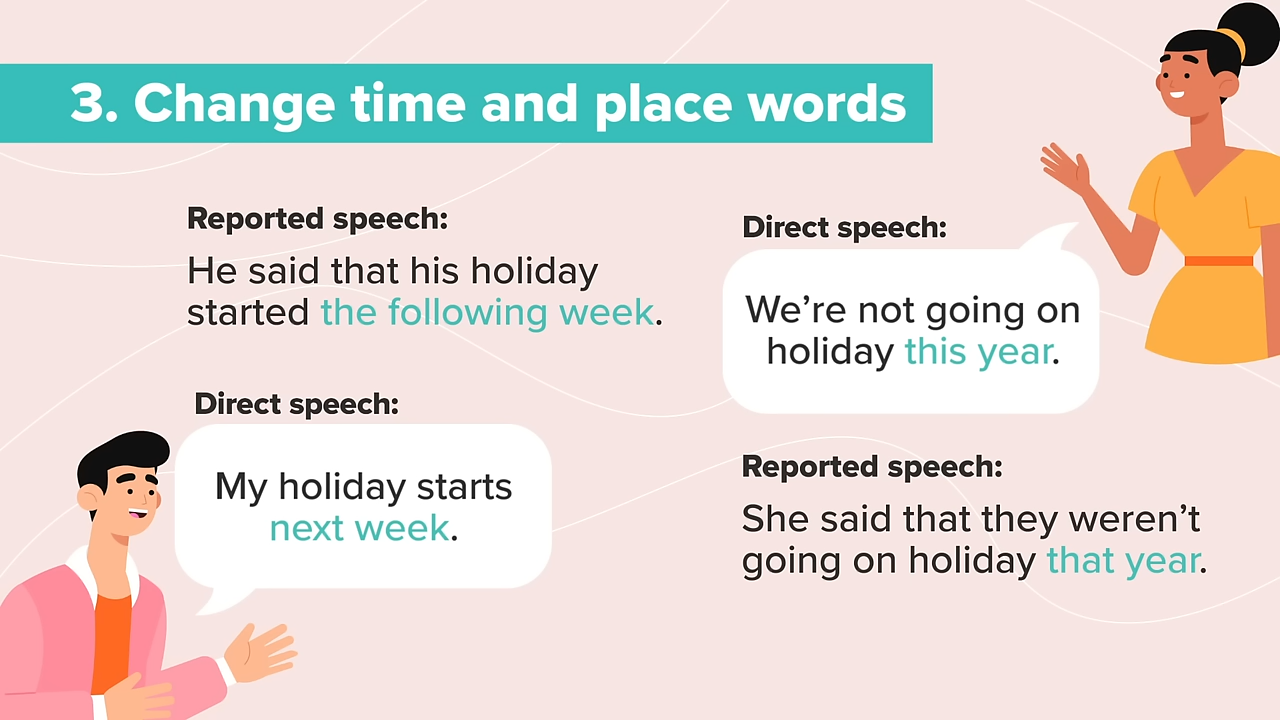 3. Change time and place words
Reported speech:
He said that his holiday
started the following week.
Direct speech:
My holiday starts
next week.
Direct speech:
We’re not going on
holiday this year.
Reported speech:
She said that they weren’t
going on holiday that year.